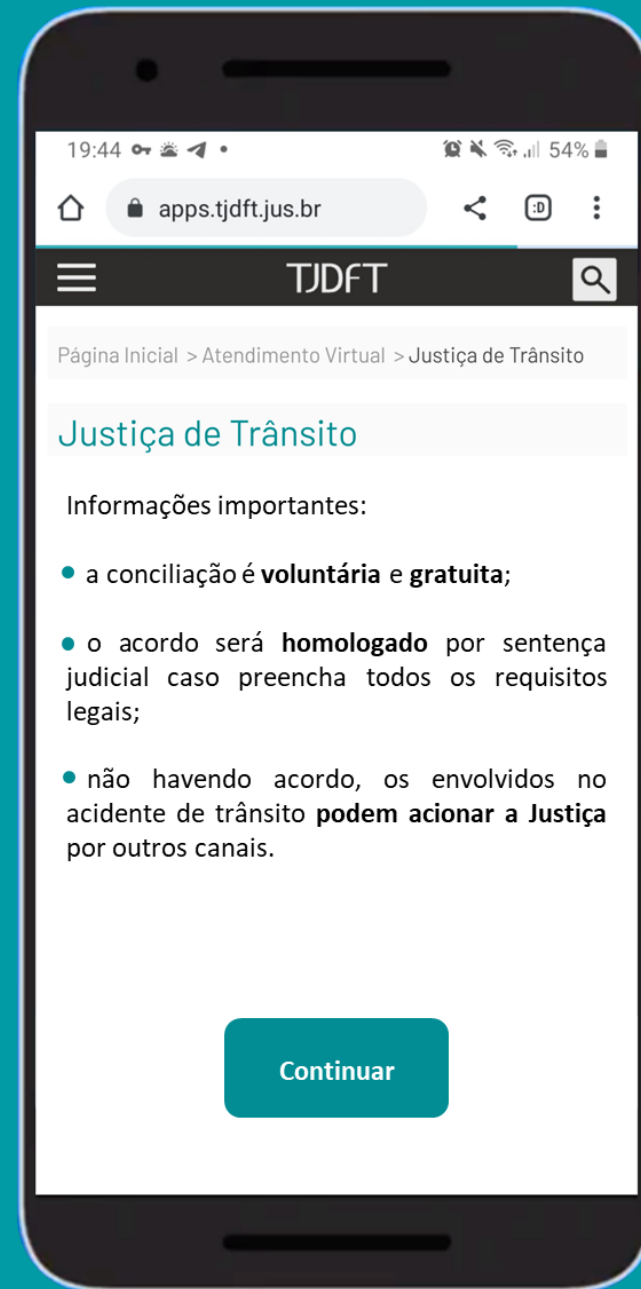 19:44 54%
apps.tjdft.jus.br :D
TJDFT
Página Inicial > Atendimento Virtual > Justiça de Trânsito
Justiça de Trânsito
Informações importantes:
• a conciliação é voluntária e gratuita;
• o acordo será homologado por sentença
judicial caso preencha todos os requisitos
legais;
• não havendo acordo, os envolvidos no
acidente de trânsito podem acionar a Justiça
por outros canais.
Continuar